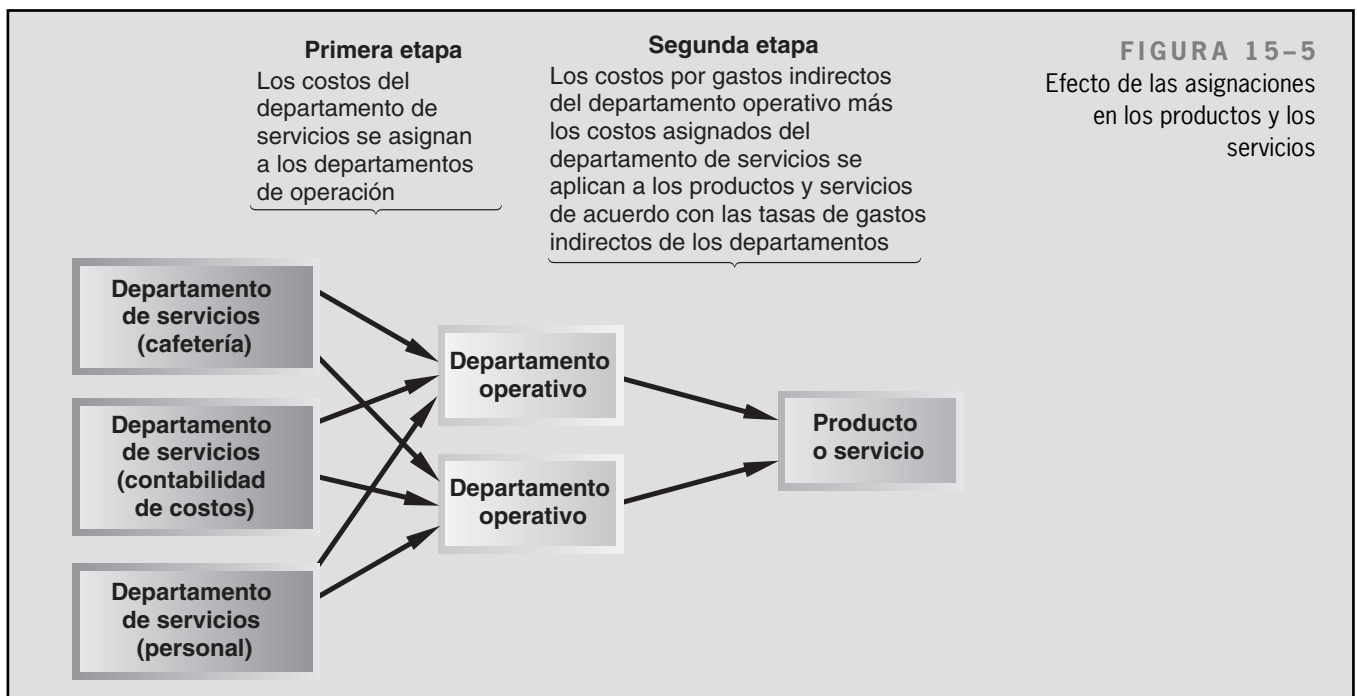 Primera etapa
Los costos del
departamento de
servicios se asignan
a los departamentos
de operación
Segunda etapa
Los costos por gastos indirectos
del departamento operativo más
los costos asignados del
departamento de servicios se
aplican a los productos y servicios
de acuerdo con las tasas de gastos
indirectos de los departamentos
FIGURA 15–5
Efecto de las asignaciones
en los productos y los
servicios
Departamento
de servicios
(cafetería)
Departamento
de servicios
(contabilidad
de costos)
Departamento
de servicios
(personal)
Departamento
operativo
Departamento
operativo
Producto
o servicio